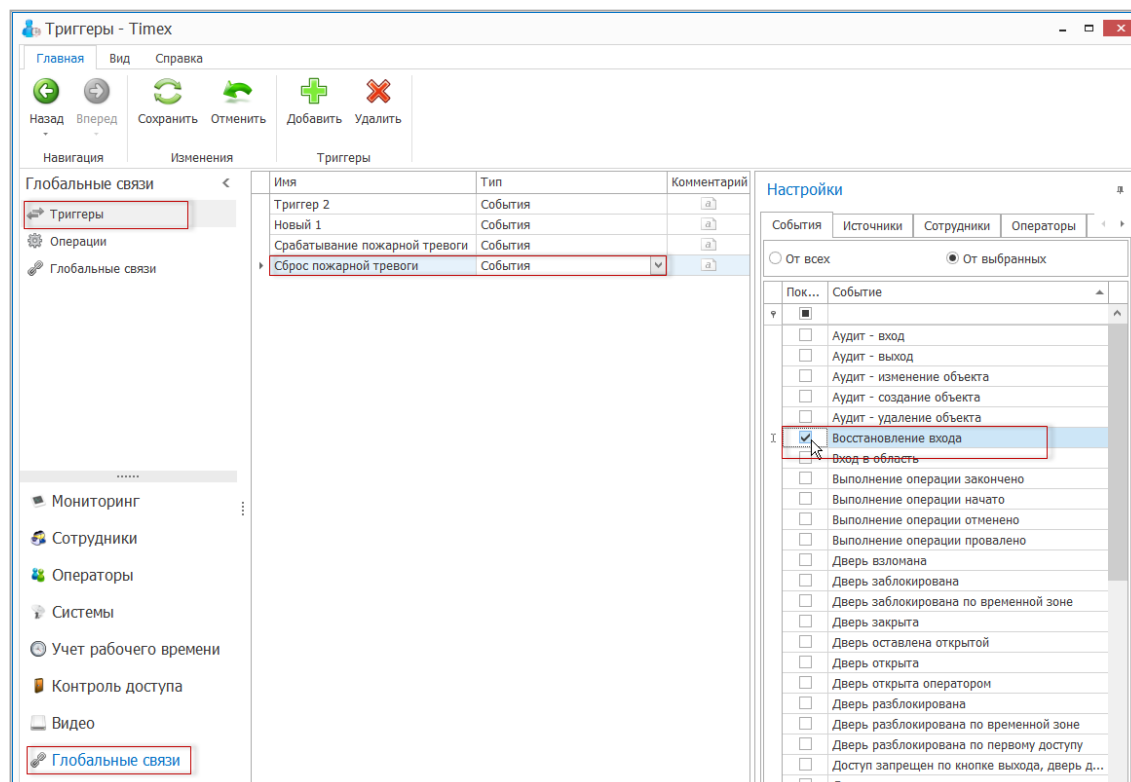 Триггеры - Timex
Главная Вид Справка
Назад Вперед Сохранить Отменить Добавить Удалить
Навигация Изменения Триггеры
Глобальные связи
Триггеры
Операции
Глобальные связи
Мониторинг
Сотрудники
Операторы
Системы
Учет рабочего времени
Контроль доступа
Видео
Глобальные связи
Имя Тип Комментарий
Триггер 2 События a
Новый 1 События a
Срабатывание пожарной тревоги События a
Сброс пожарной тревоги События a
Настройки
События Источники Сотрудники Операторы
От всех От выбранных
Пок... Событие
Аудит - вход
Аудит - выход
Аудит - изменение объекта
Аудит - создание объекта
Аудит - удаление объекта
Восстановление входа
Вход в область
Выполнение операции закончено
Выполнение операции начато
Выполнение операции отменено
Выполнение операции провалено
Дверь взломана
Дверь заблокирована
Дверь заблокирована по временной зоне
Дверь закрыта
Дверь оставлена открытой
Дверь открыта
Дверь открыта оператором
Дверь разблокирована
Дверь разблокирована по временной зоне
Дверь разблокирована по первому доступу
Доступ запрещен по кнопке выхода, дверь д...